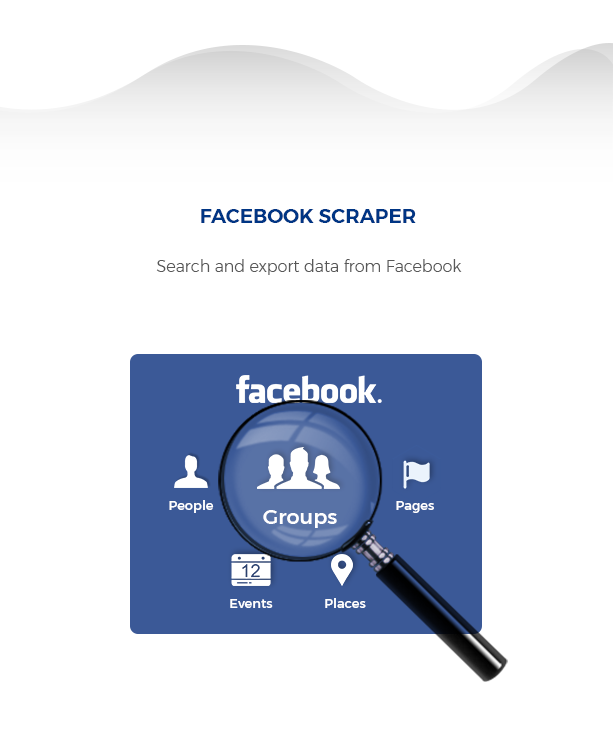 FACEBOOK SCRAPER
Search and export data from Facebook
facebook.
People
Groups
Pages
12
Events
Places